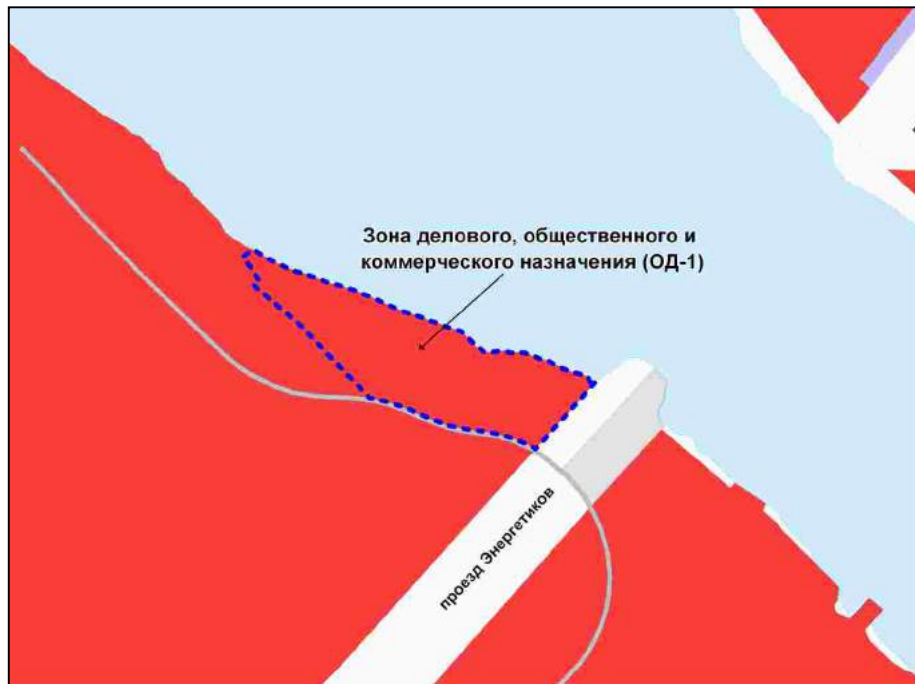 Зона делового, общественного и
коммерческого назначения (ОД-1)
проезд Энергетиков